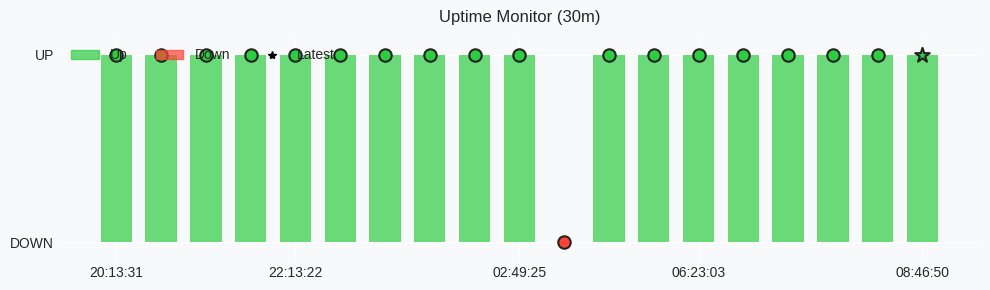 Uptime Monitor (30m)
UP
Up Down Latest
DOWN
20:13:31 22:13:22 02:49:25 06:23:03 08:46:50